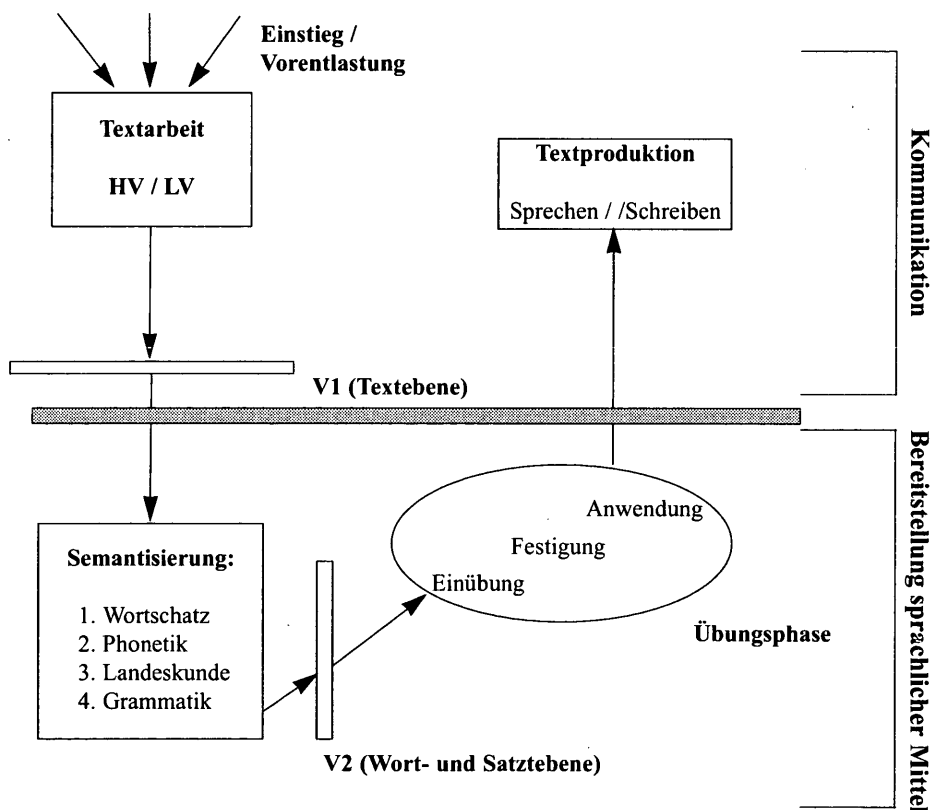 Einstieg /
Vorentlastung
Textarbeit
HV / LV
Textproduktion
Sprechen / /Schreiben
Kommunikation
V1 (Textebene)
Semantisierung:
1. Wortschatz
2. Phonetik
3. Landeskunde
4. Grammatik
Anwendung
Festigung
Einübung
Übungsphase
V2 (Wort- und Satztebene)
Bereitstellung sprachlicher Mittel